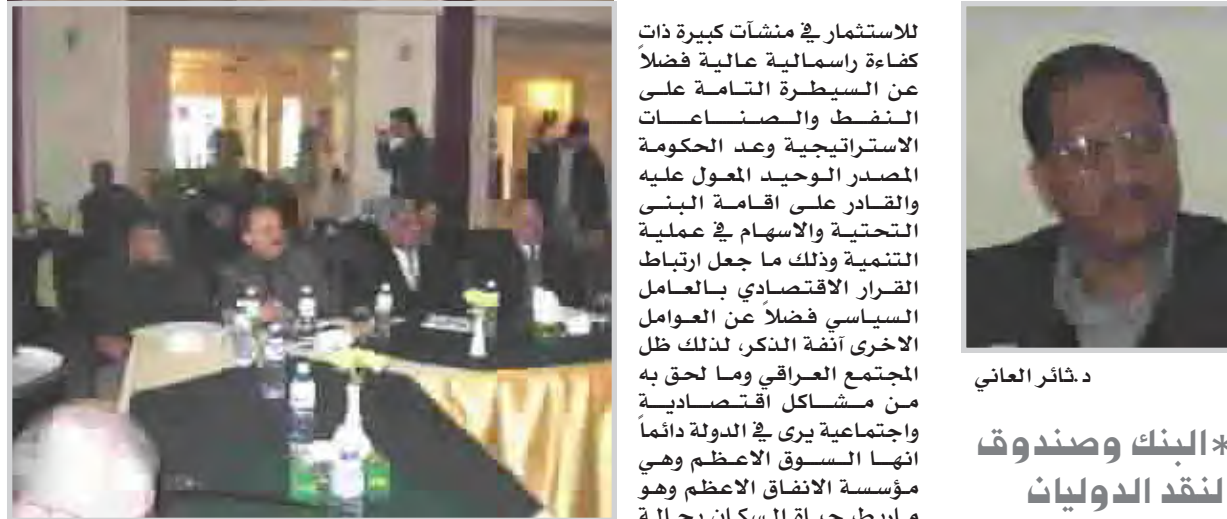 د.ثائر العاني
*البنك وصندوق
لنقد الدوليان
للاستثمار في منشآت كبيرة ذات
كفاءة راسمالية عالية فضلاً
عن السيطرة التامة على
النفط والصناعات
الاستراتيجية وعد الحكومة
المصدر الوحيد المعول عليه
والقادر على اقامة البنى
التحتية والاسهام في عملية
التنمية وذلك ما جعل ارتباط
القرار الاقتصادي بالعامل
السياسي فضلاً عن العوامل
الاخرى آنفة الذكر، لذلك ظل
المجتمع العراقي وما لحق به
من مشاكل اقتصادية
واجتماعية يرى في الدولة دائماً
انها السوق الاعظم وهي
مؤسسة الانفاق الاعظم وهو